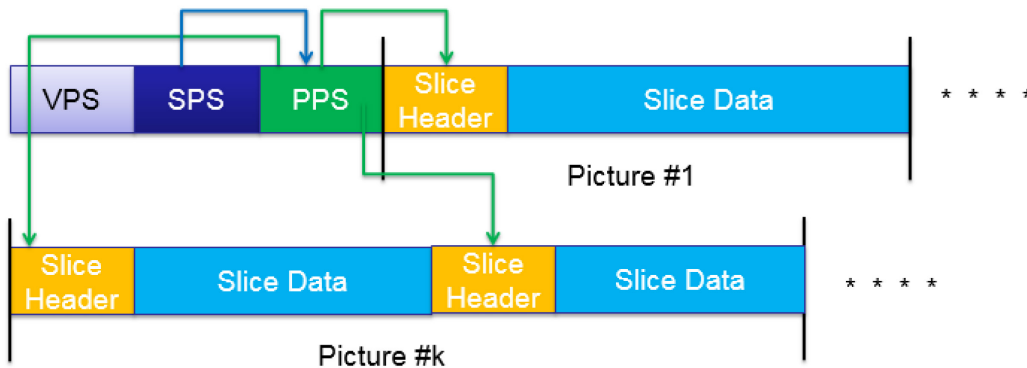 VPS SPS PPS Slice Header Slice Data * * * *
Picture #1
Slice Header Slice Data Slice Header Slice Data * * * *
Picture #k